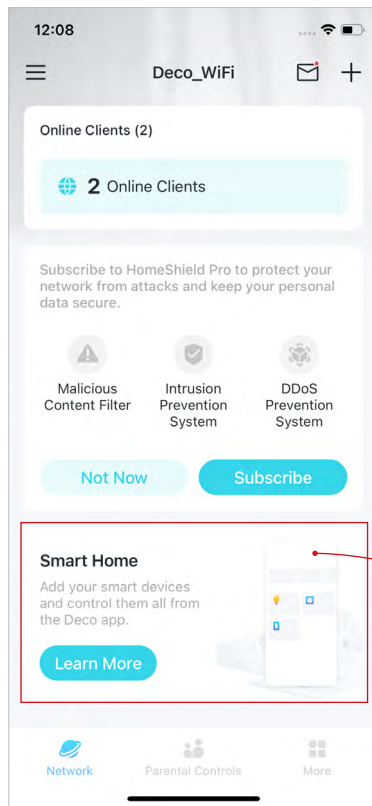 12:08
Deco_WiFi
Online Clients (2)
2 Online Clients
Subscribe to HomeShield Pro to protect your
network from attacks and keep your personal
data secure.
Malicious
Content Filter
Intrusion
Prevention
System
DDoS
Prevention
System
Not Now
Subscribe
Smart Home
Add your smart devices
and control them all from
the Deco app.
Learn More
Network
Parental Controls
More